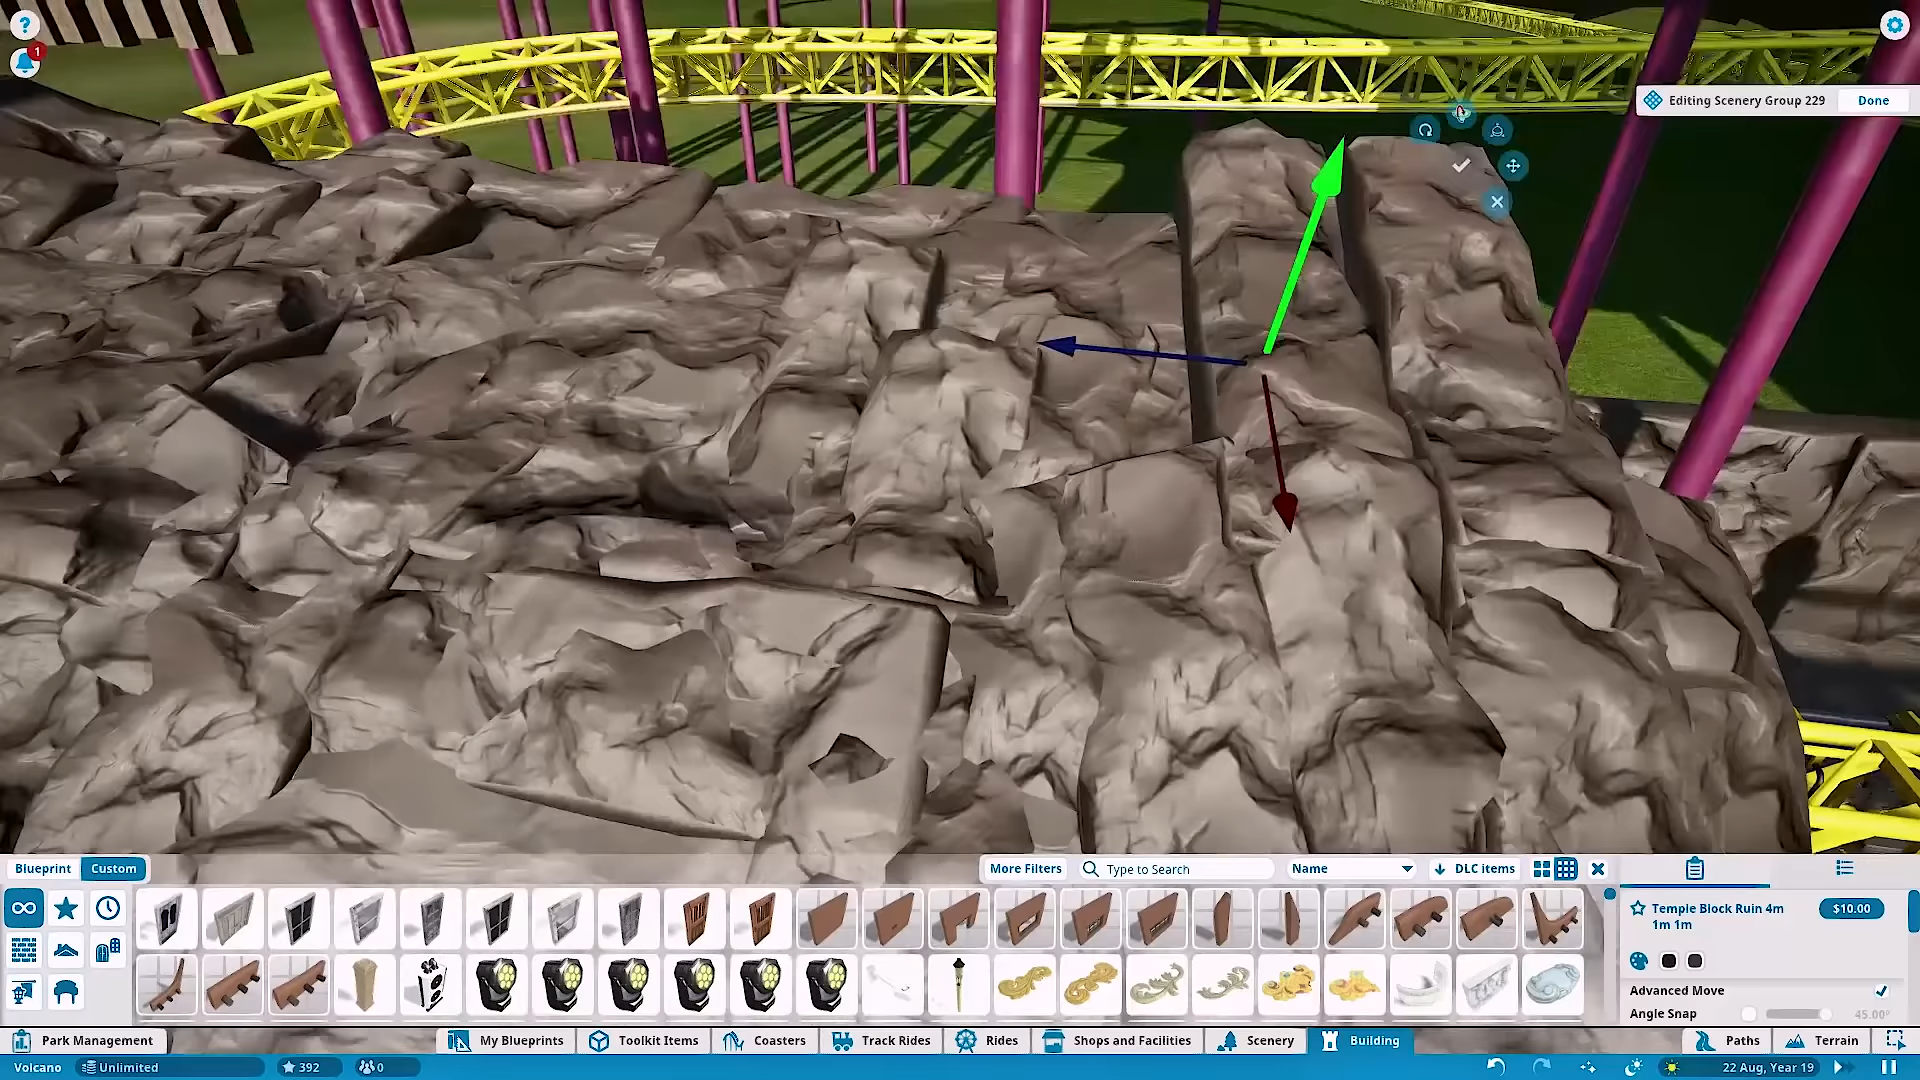 ?
1
Editing Scenery Group 229
Done
Blueprint
Custom
More Filters
Type to Search
Name
DLC items
Temple Block Ruin 4m
1m 1m
$10.00
Advanced Move
Angle Snap
45.00°
Park Management
My Blueprints
Toolkit Items
Coasters
Track Rides
Rides
Shops and Facilities
Scenery
Building
Paths
Terrain
Volcano
Unlimited
392
0
22 Aug, Year 19